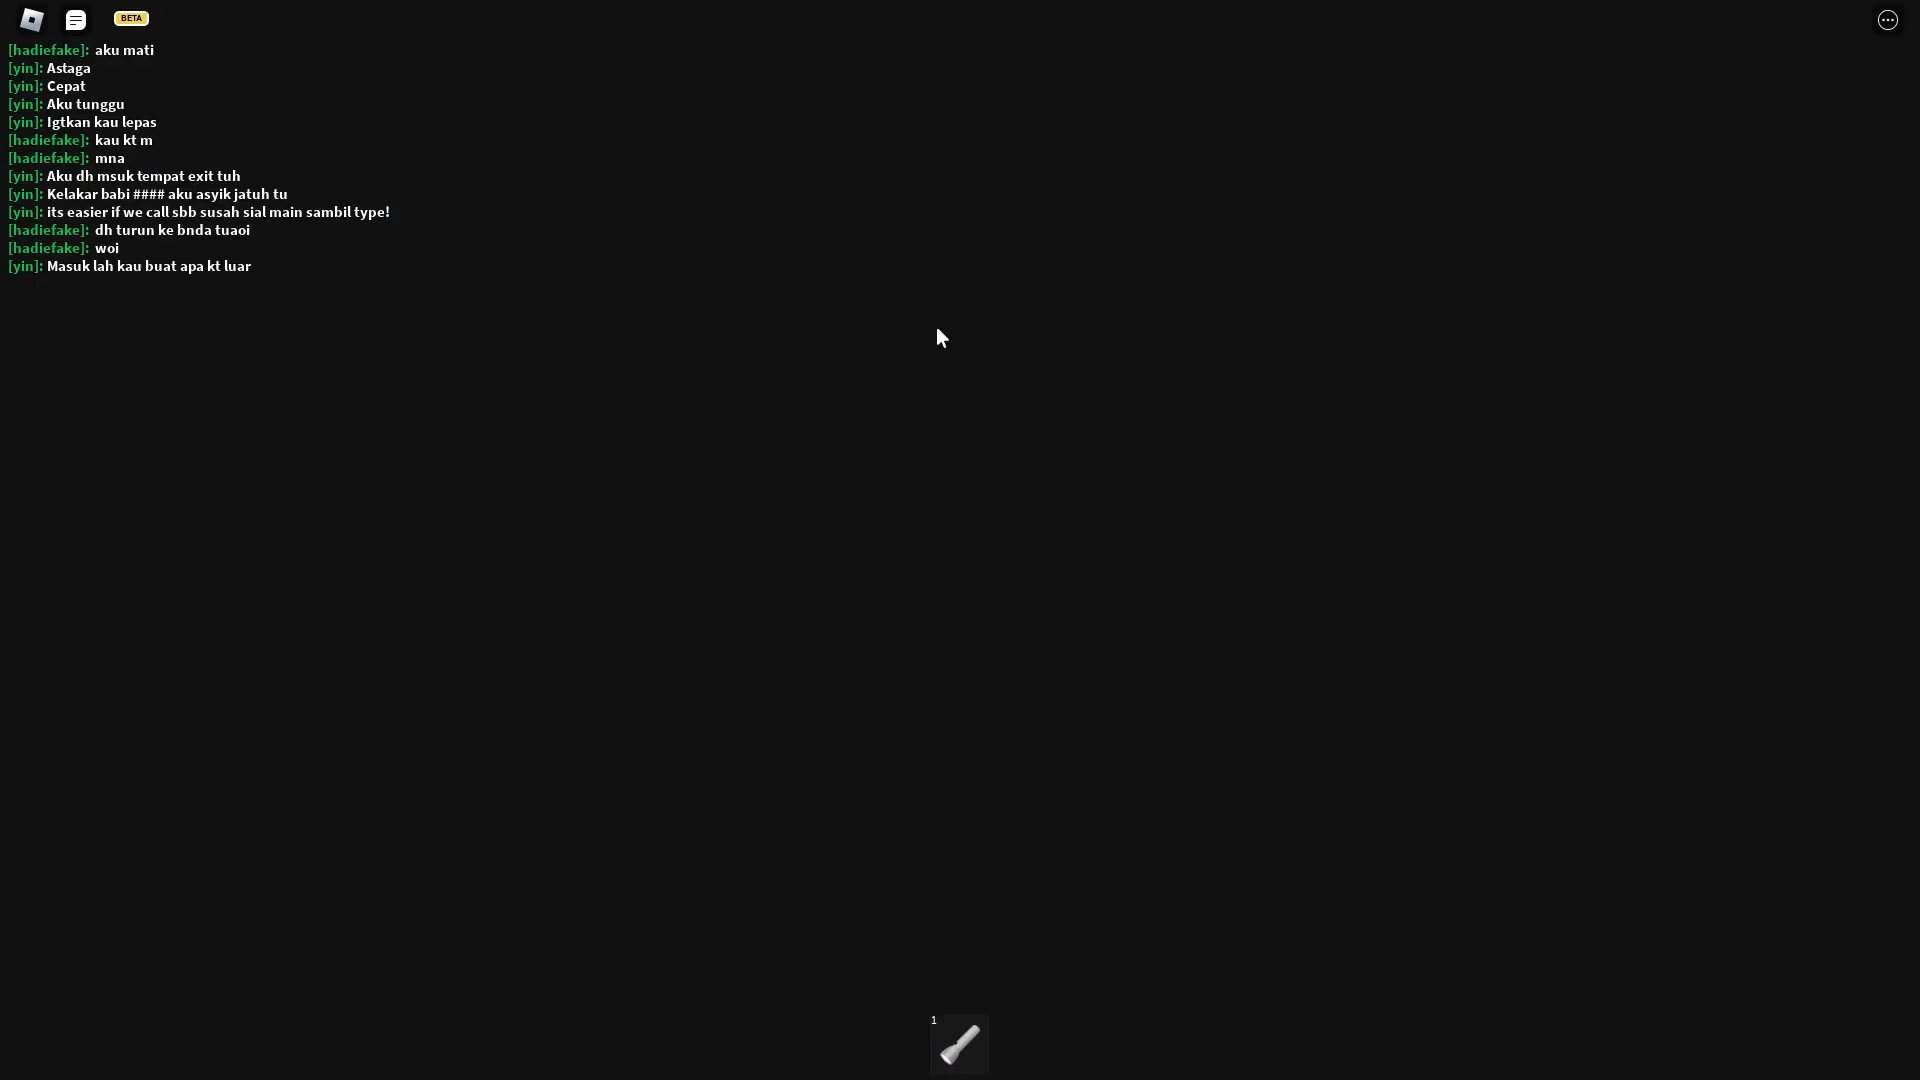 BETA
[hadiefake]: aku mati
[yin]: Astaga
[yin]: Cepat
[yin]: Aku tunggu
[yin]: Igtkan kau lepas
[hadiefake]: kau kt m
[hadiefake]: mna
[yin]: Aku dh msuk tempat exit tuh
[yin]: Kelakar babi #### aku asyik jatuh tu
[yin]: its easier if we call sbb susah sial main sambil type!
[hadiefake]: dh turun ke bnda tuaoi
[hadiefake]: woi
[yin]: Masuk lah kau buat apa kt luar
1